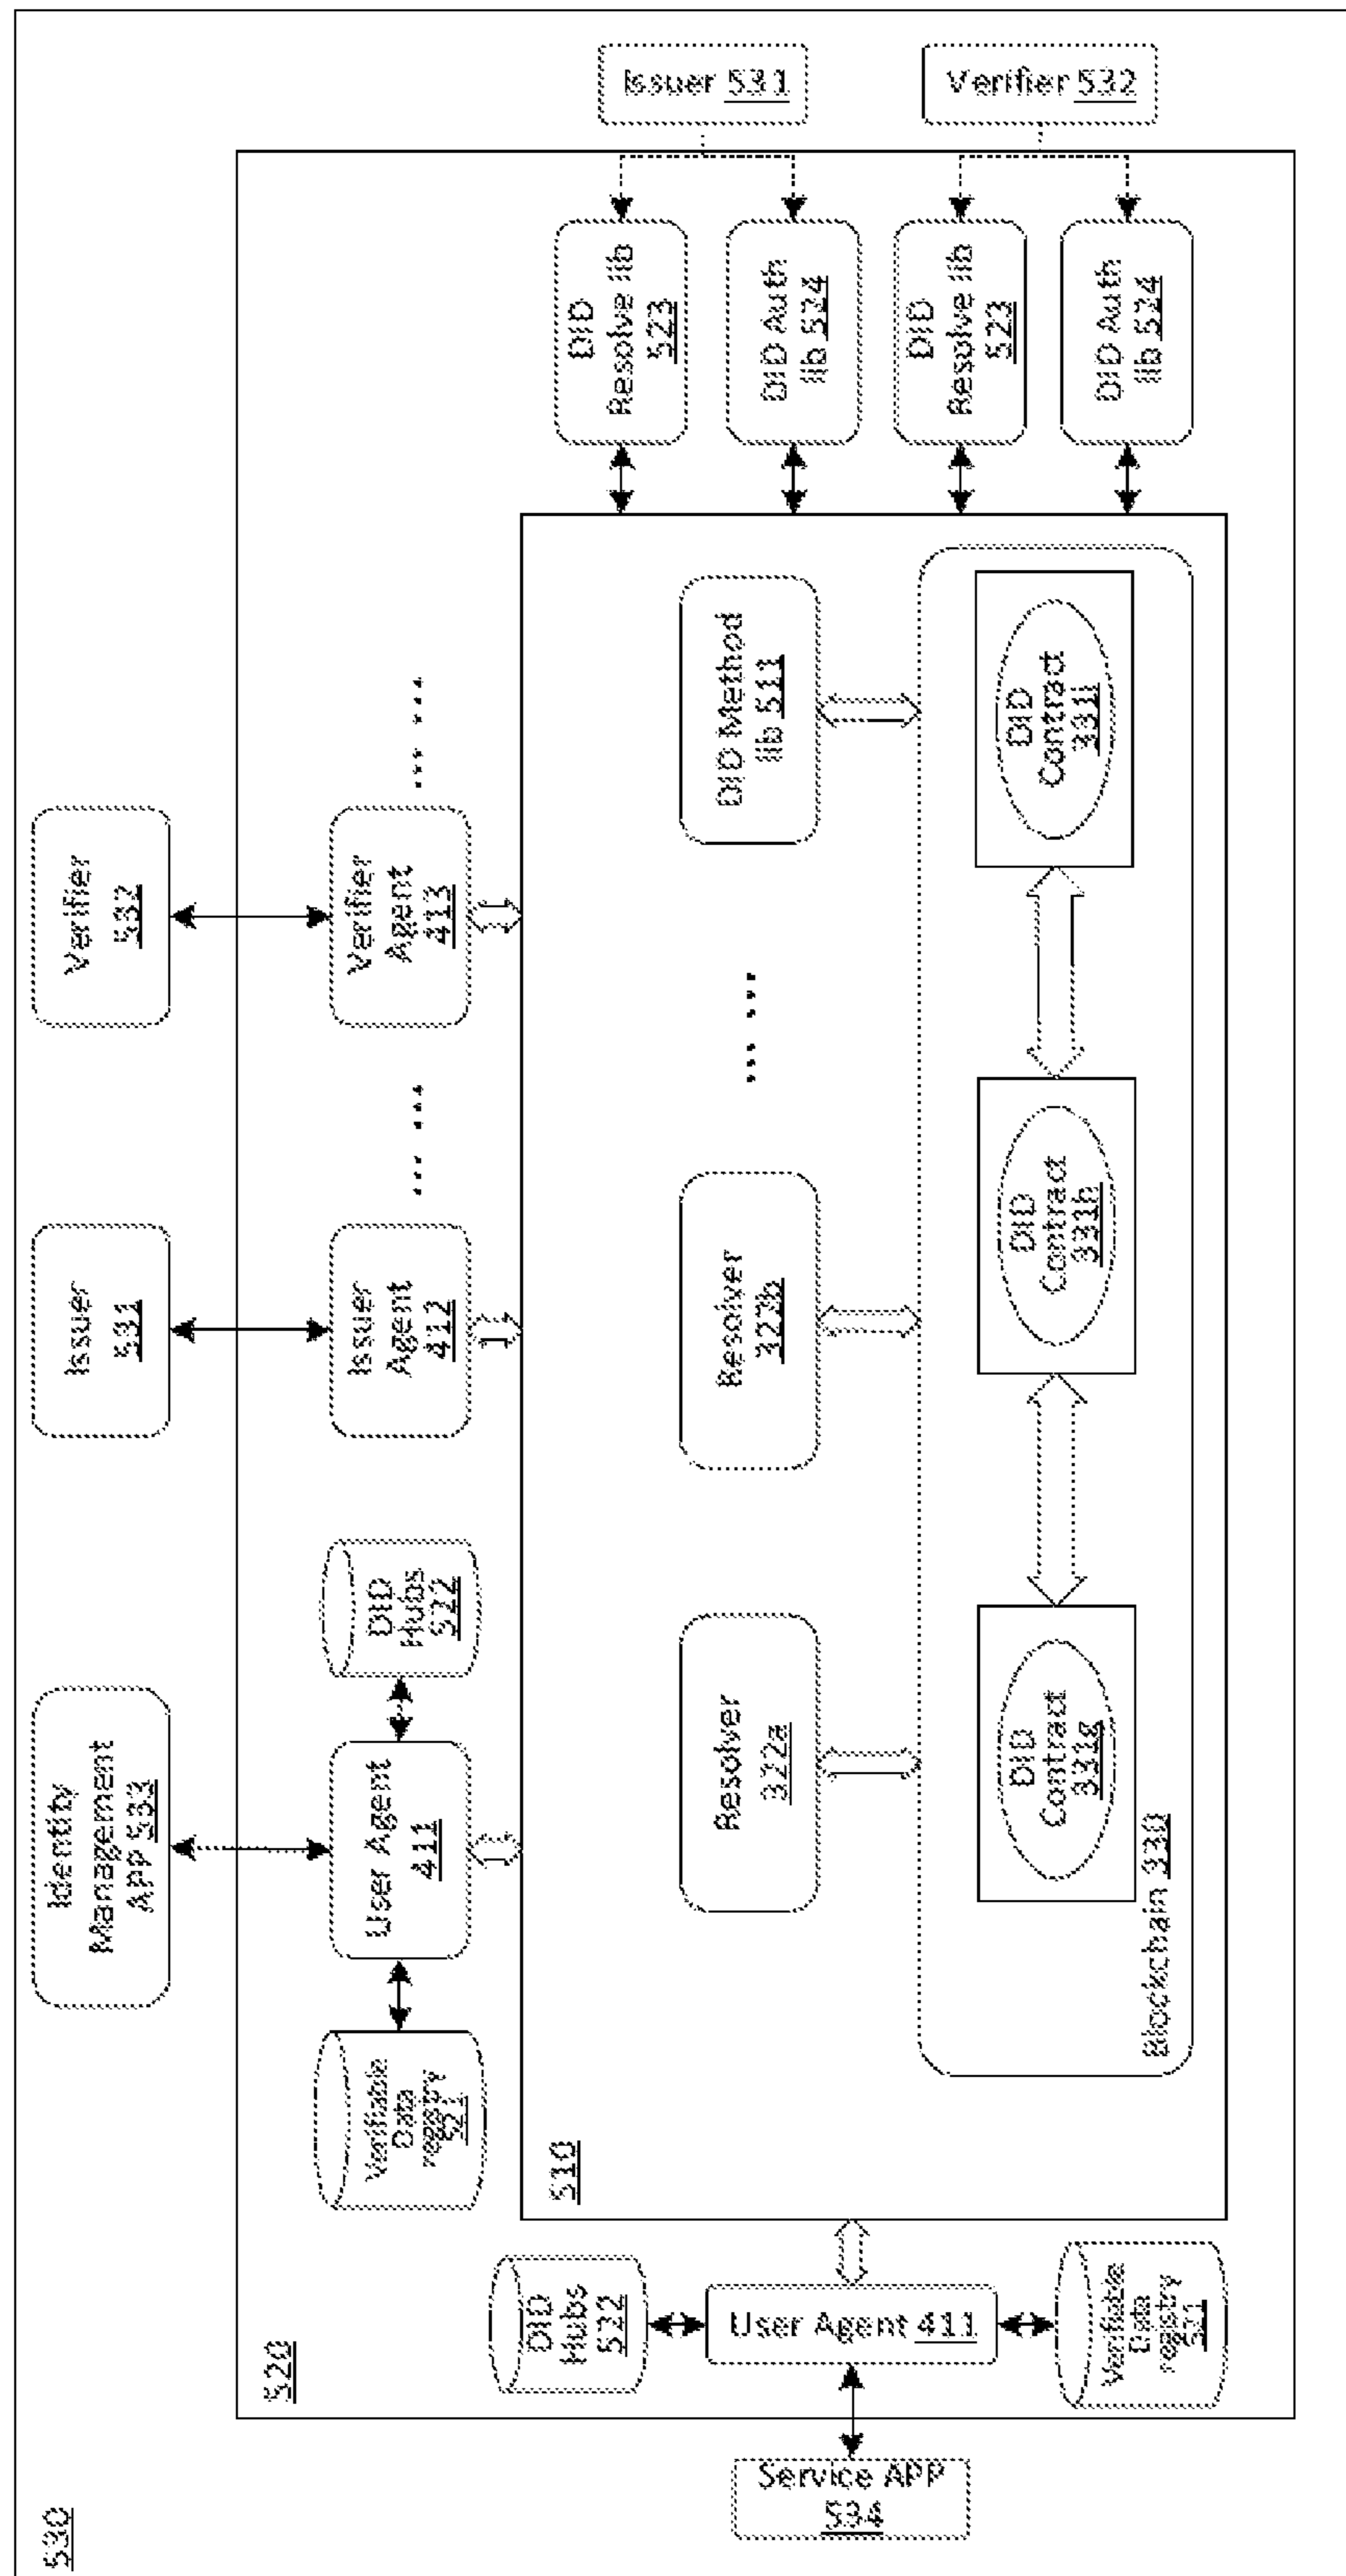 530
520
Identity
Management
APP 533
Issuer
531
Verifier
532
Verifiable
Data
registry
521
User Agent
411
DID
Hubs
522
Issuer
Agent
412
... ...
Verifier
Agent
413
... ...
510
DID
Hubs
522
User Agent 411
Verifiable
Data
registry
521
Service APP
534
Resolver
322a
Resolver
322b
... ...
DID Method
lib 511
DID
Contract
331g
DID
Contract
331h
DID
Contract
331i
Blockchain 330
DID
Resolve lib
523
DID Auth
lib 524
DID
Resolve lib
523
DID Auth
lib 524
Issuer 531
Verifier 532